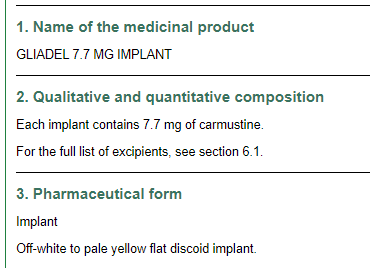 1. Name of the medicinal product
GLIADEL 7.7 MG IMPLANT
2. Qualitative and quantitative composition
Each implant contains 7.7 mg of carmustine.
For the full list of excipients, see section 6.1.
3. Pharmaceutical form
Implant
Off-white to pale yellow flat discoid implant.